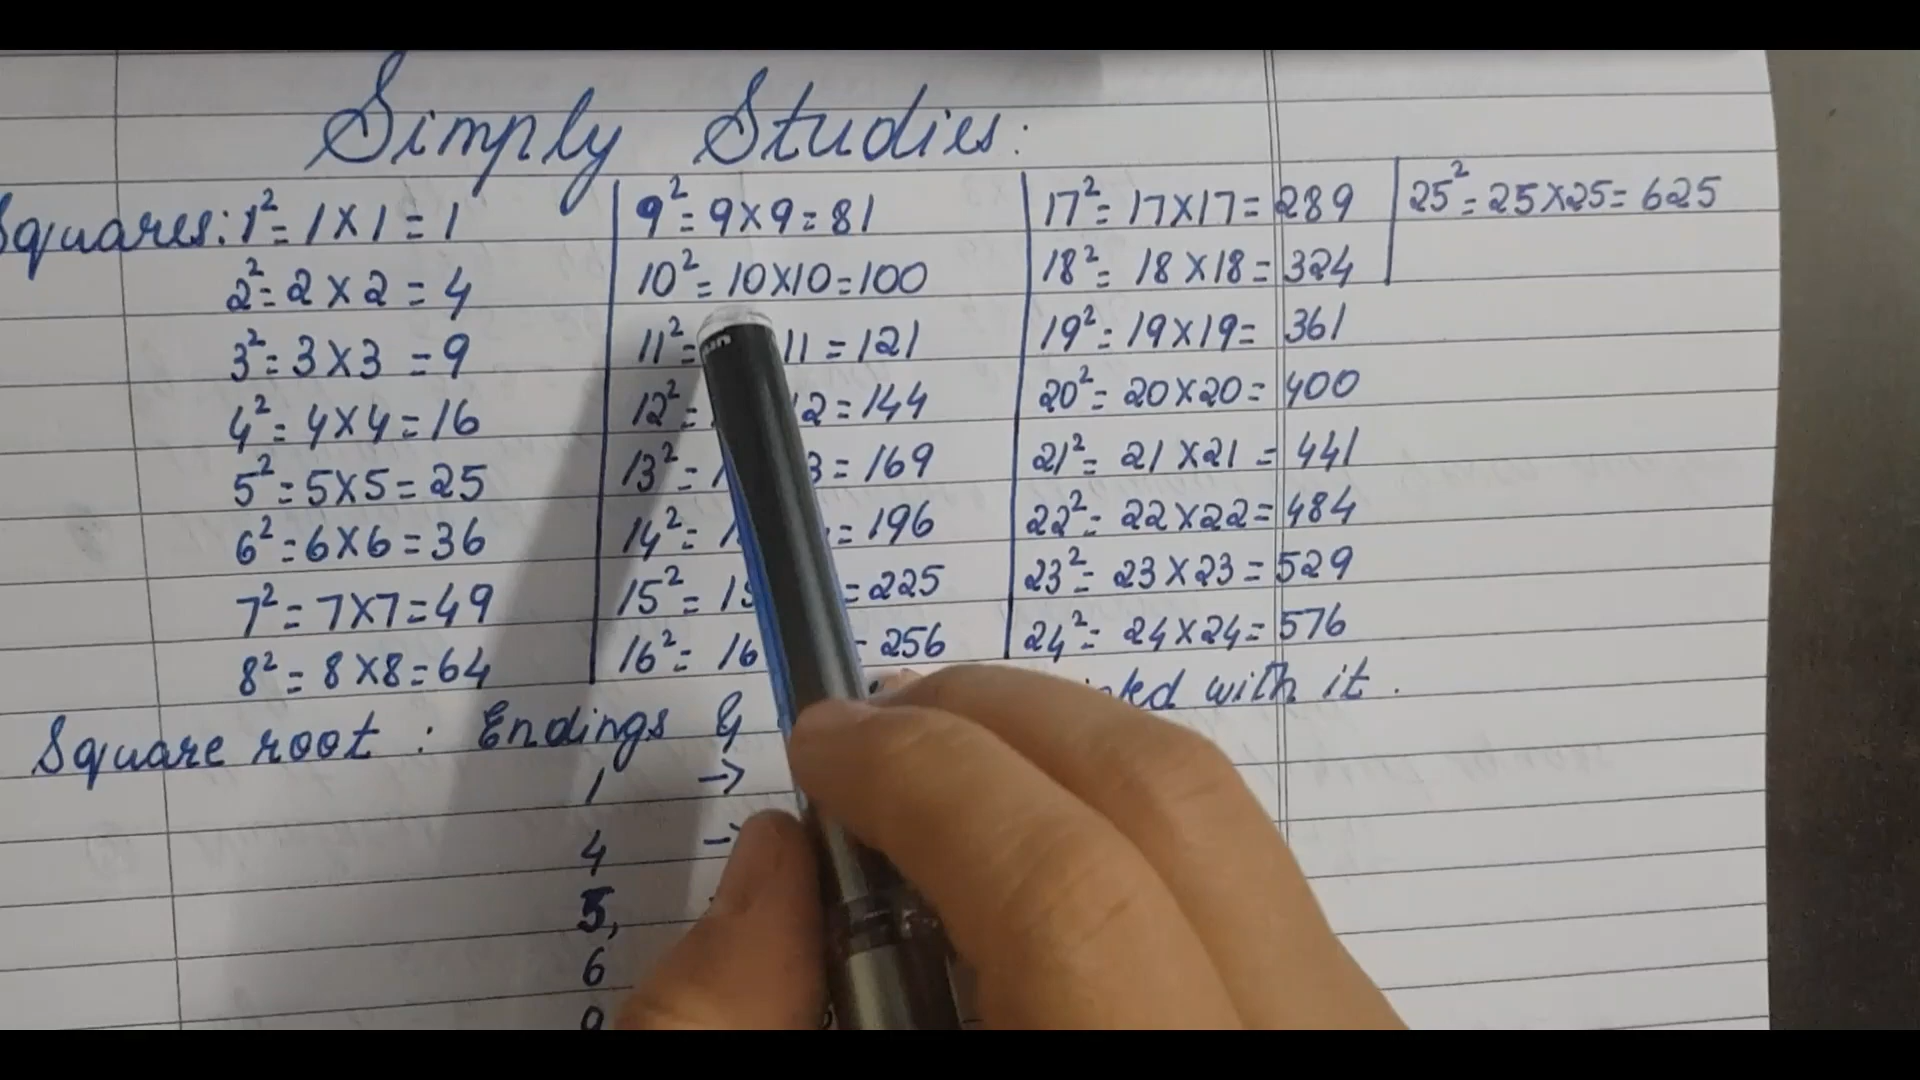 Simply Studies:
Squares: 1² = 1 × 1 = 1
2² = 2 × 2 = 4
3² = 3 × 3 = 9
4² = 4 × 4 = 16
5² = 5 × 5 = 25
6² = 6 × 6 = 36
7² = 7 × 7 = 49
8² = 8 × 8 = 64
9² = 9 × 9 = 81
10² = 10 × 10 = 100
11² = 11 = 121
12² = = 144
13² = = 169
14² = = 196
15² = = 225
16² = 16 = 256
17² = 17 × 17 = 289
18² = 18 × 18 = 324
19² = 19 × 19 = 361
20² = 20 × 20 = 400
21² = 21 × 21 = 441
22² = 22 × 22 = 484
23² = 23 × 23 = 529
24² = 24 × 24 = 576
25² = 25 × 25 = 625
Square root : Endings & with it.
1 →
4 →
5,
6